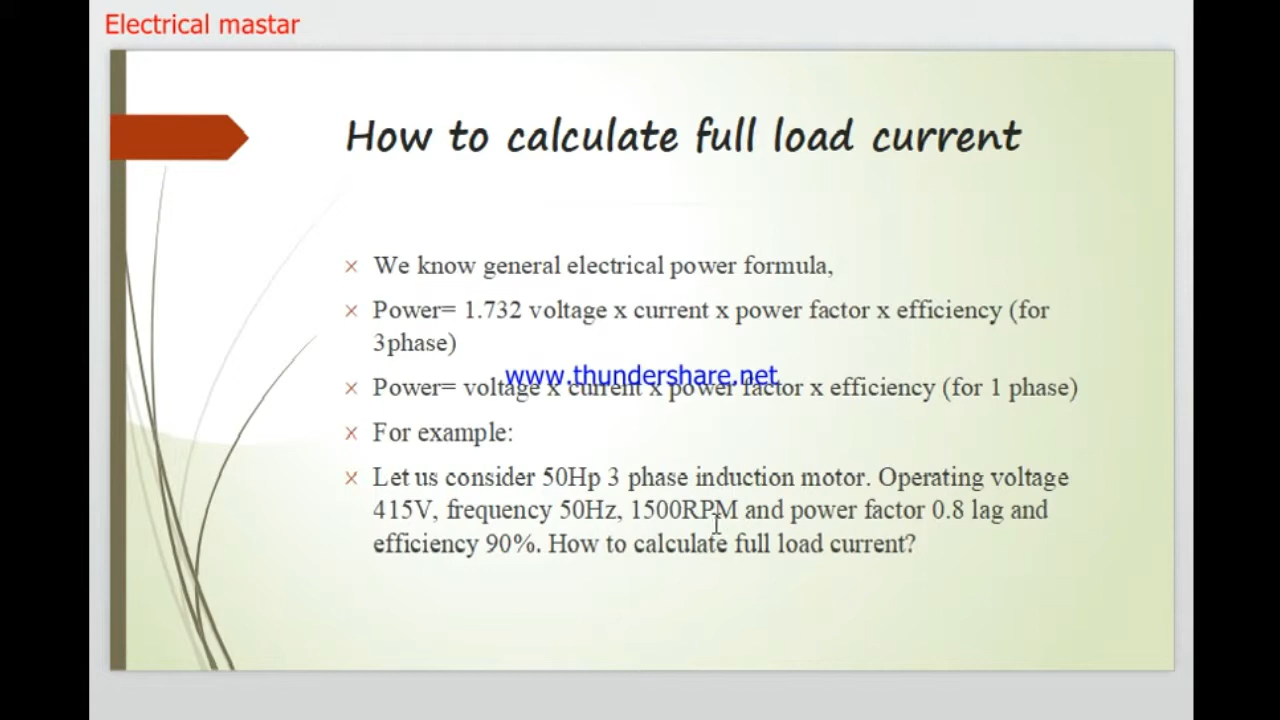 Electrical mastar
How to calculate full load current
× We know general electrical power formula,
× Power= 1.732 voltage x current x power factor x efficiency (for
3phase)
www.thundershare.net
× Power= voltage x current x power factor x efficiency (for 1 phase)
× For example:
× Let us consider 50Hp 3 phase induction motor. Operating voltage
415V, frequency 50Hz, 1500RPM and power factor 0.8 lag and
efficiency 90%. How to calculate full load current?